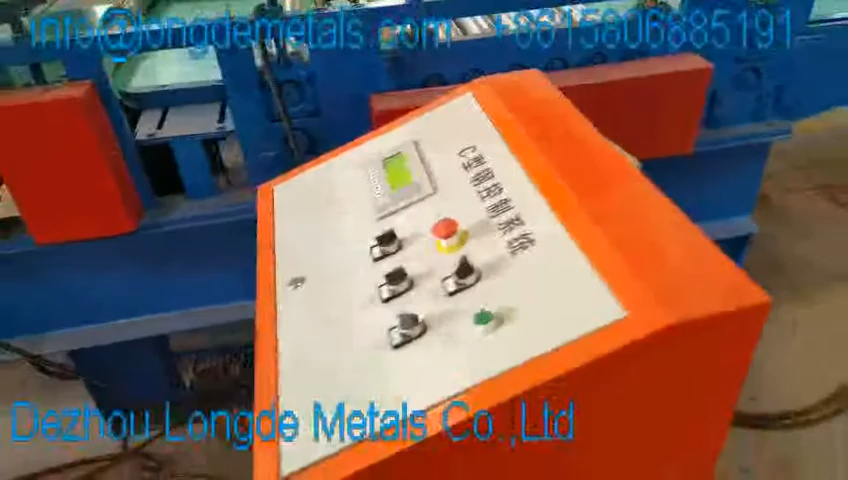 info@longdemetals.com +8615806885191
C型钢控制系统
Dezhou Longde Metals Co.,Ltd